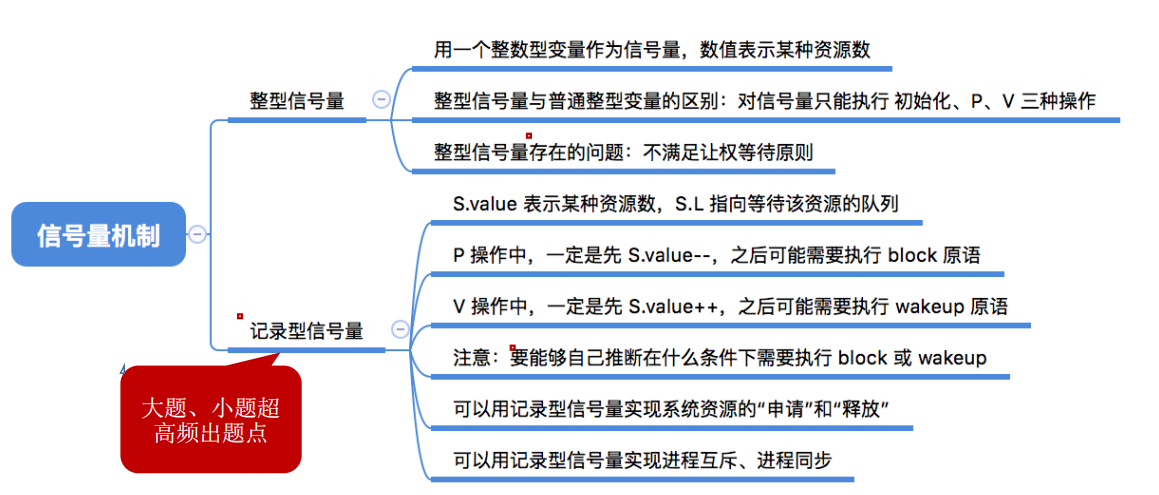 用一个整数型变量作为信号量，数值表示某种资源数
整型信号量
整型信号量与普通整型变量的区别：对信号量只能执行 初始化、P、V 三种操作
整型信号量存在的问题：不满足让权等待原则
信号量机制
S.value 表示某种资源数，S.L 指向等待该资源的队列
P 操作中，一定是先 S.value--，之后可能需要执行 block 原语
V 操作中，一定是先 S.value++，之后可能需要执行 wakeup 原语
记录型信号量
注意：要能够自己推断在什么条件下需要执行 block 或 wakeup
可以用记录型信号量实现系统资源的“申请”和“释放”
可以用记录型信号量实现进程互斥、进程同步
大题、小题超
高频出题点